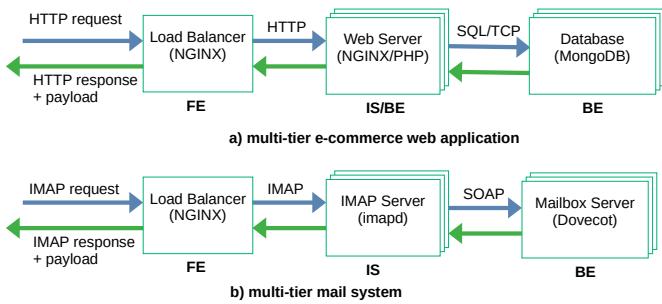 HTTP request
HTTP response
+ payload
Load Balancer
(NGINX)
FE
HTTP
Web Server
(NGINX/PHP)
IS/BE
SQL/TCP
Database
(MongoDB)
BE
a) multi-tier e-commerce web application
IMAP request
IMAP response
+ payload
Load Balancer
(NGINX)
FE
IMAP
IMAP Server
(imapd)
IS
SOAP
Mailbox Server
(Dovecot)
BE
b) multi-tier mail system